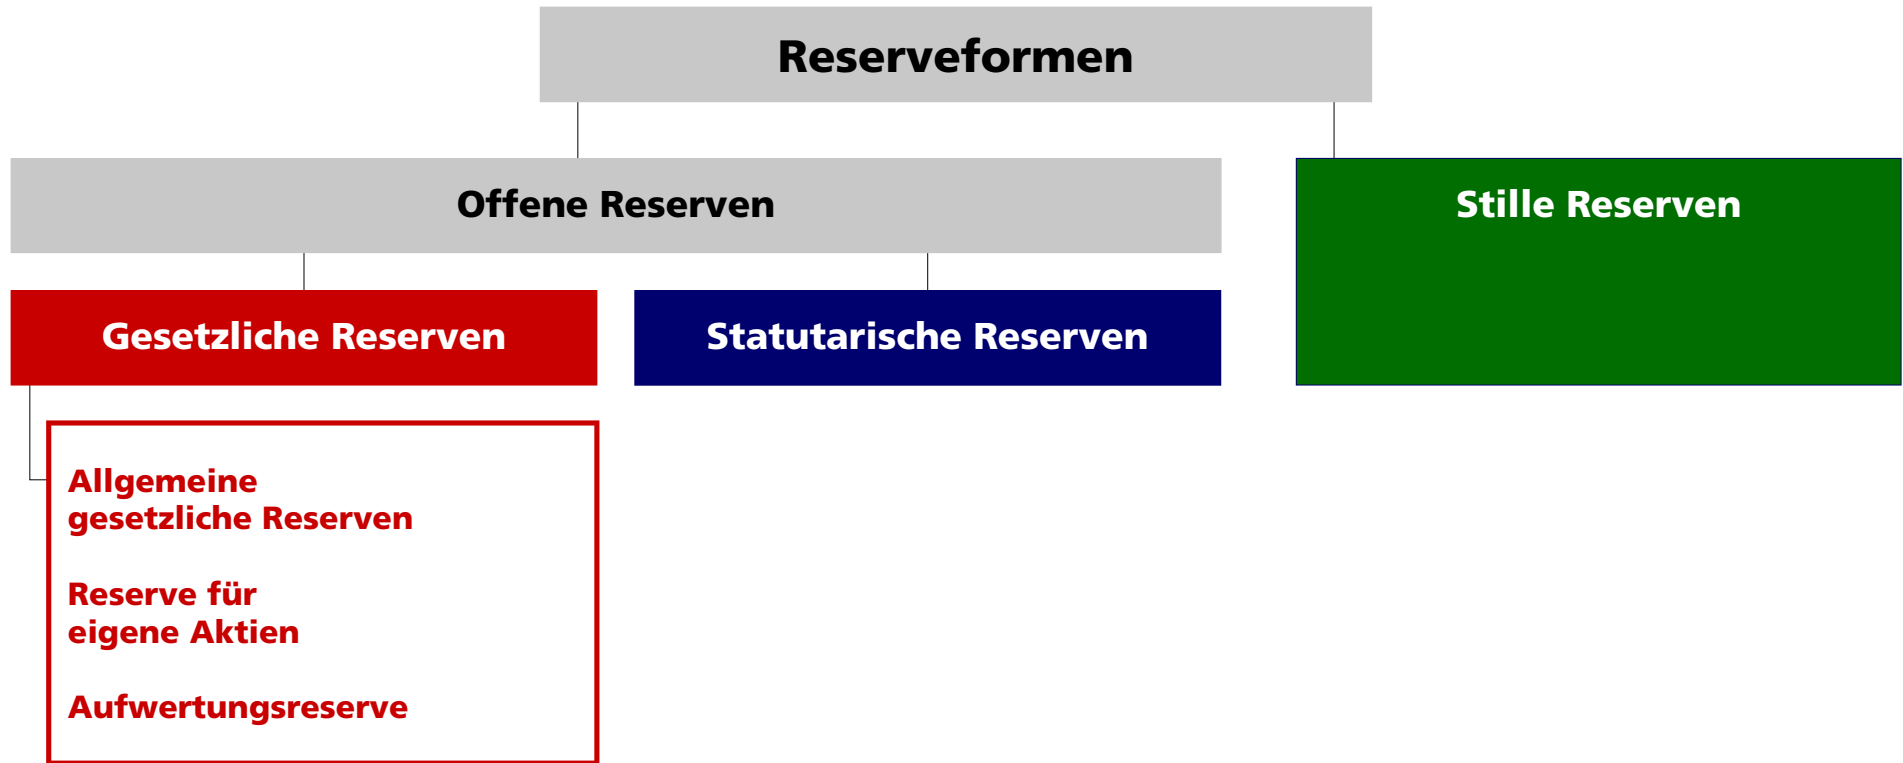 Reserveformen
Offene Reserven
Stille Reserven
Gesetzliche Reserven
Statutarische Reserven
Allgemeine
gesetzliche Reserven
Reserve für
eigene Aktien
Aufwertungsreserve